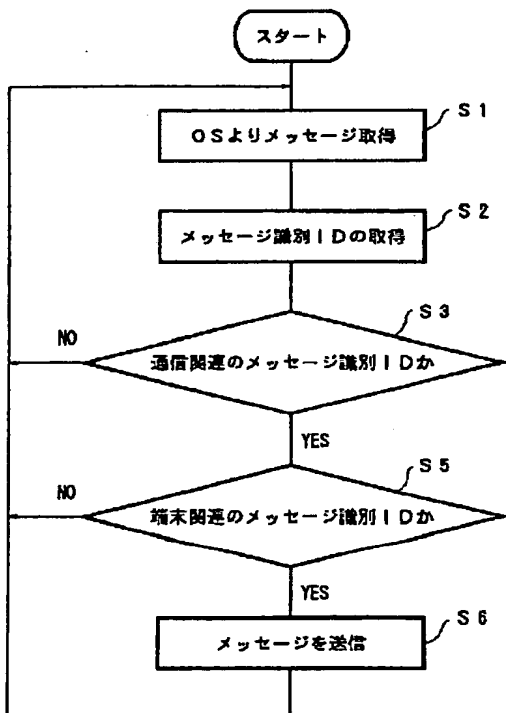 スタート
OSよりメッセージ取得
S1
メッセージ識別IDの取得
S2
通信関連のメッセージ識別IDか
S3
NO
YES
端末関連のメッセージ識別IDか
S5
NO
YES
メッセージを送信
S6